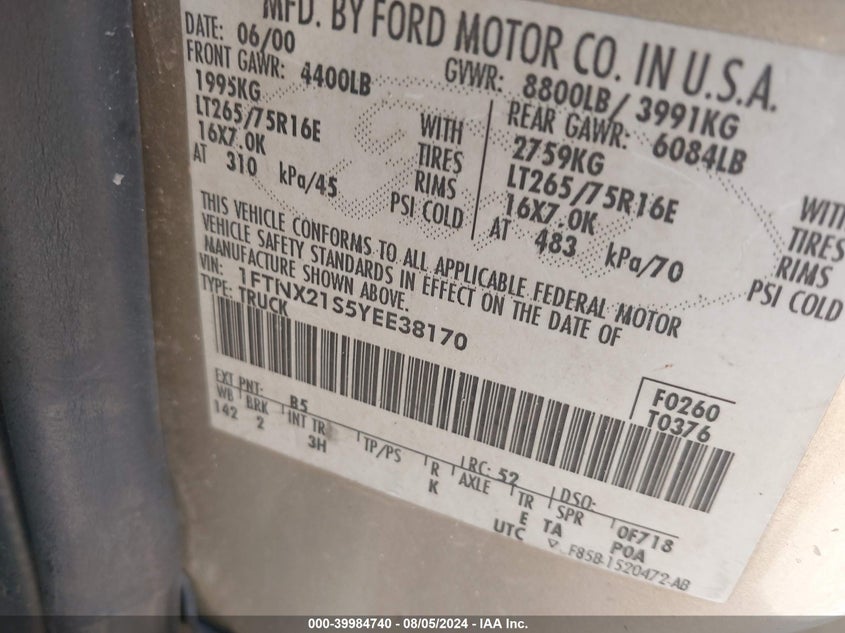 MFD. BY FORD MOTOR CO. IN U.S.A.
DATE: 06/00 GVWR: 8800LB/ 3991KG
FRONT GAWR: 4400LB REAR GAWR: 6084LB
1995KG WITH 2759KG WITH
LT265/75R16E TIRES LT265/75R16E TIRES
16X7.0K RIMS 16X7.0K RIMS
AT 310 kPa/45 PSI COLD AT 483 kPa/70 PSI COLD
THIS VEHICLE CONFORMS TO ALL APPLICABLE FEDERAL MOTOR
VEHICLE SAFETY STANDARDS IN EFFECT ON THE DATE OF
MANUFACTURE SHOWN ABOVE.
VIN: 1FTNX21S5YEE38170
TYPE: TRUCK
F0260
T0376
EXT PNT: B5 RC: 52 DSO:
WB BRK INT TR TP/PS R AXLE TR SPR 0F718
142 2 3H K E TA POA
UTC F85B-1520472-AB
000-39984740 - 08/05/2024 - IAA Inc.